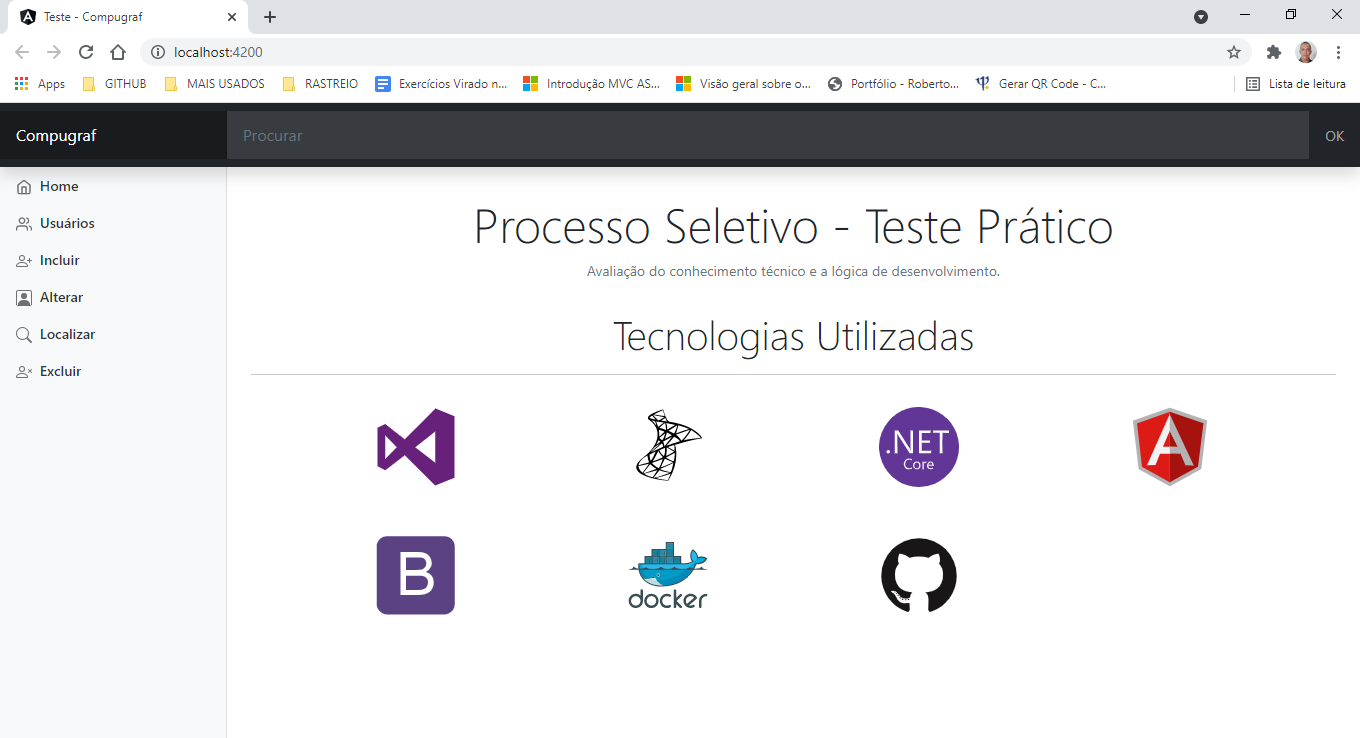 Teste - Compugraf
localhost:4200
Apps GITHUB MAIS USADOS RASTREIO Exercícios Virado n... Introdução MVC AS... Visão geral sobre o... Portfólio - Roberto... Gerar QR Code - C... Lista de leitura
Compugraf Procurar OK
Home
Usuários
Incluir
Alterar
Localizar
Excluir
Processo Seletivo - Teste Prático
Avaliação do conhecimento técnico e a lógica de desenvolvimento.
Tecnologias Utilizadas
.NET
Core
A
B
docker